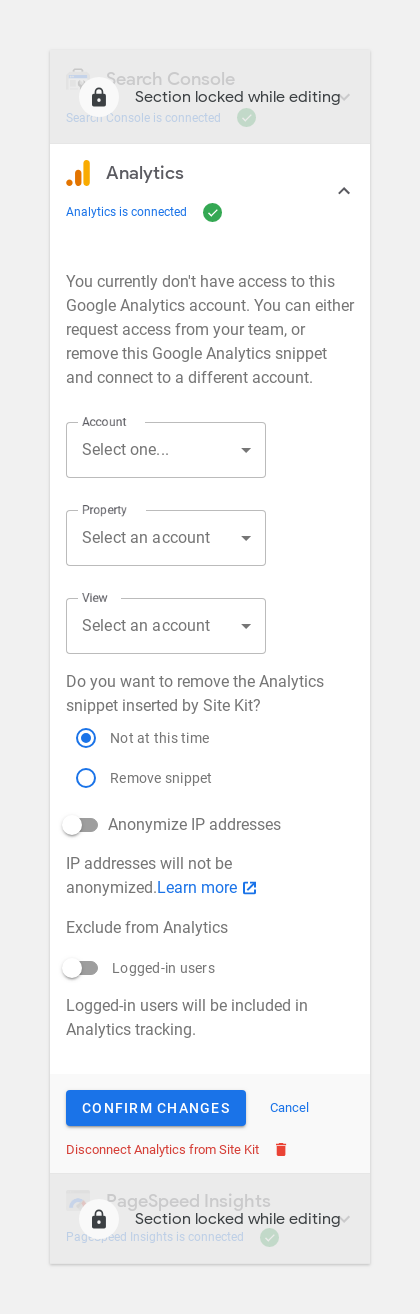 Search Console
Section locked while editing
Search Console is connected
Analytics
Analytics is connected
You currently don't have access to this
Google Analytics account. You can either
request access from your team, or
remove this Google Analytics snippet
and connect to a different account.
Account
Select one...
Property
Select an account
View
Select an account
Do you want to remove the Analytics
snippet inserted by Site Kit?
Not at this time
Remove snippet
Anonymize IP addresses
IP addresses will not be
anonymized.Learn more
Exclude from Analytics
Logged-in users
Logged-in users will be included in
Analytics tracking.
CONFIRM CHANGES Cancel
Disconnect Analytics from Site Kit
PageSpeed Insights
Section locked while editing
PageSpeed Insights is connected